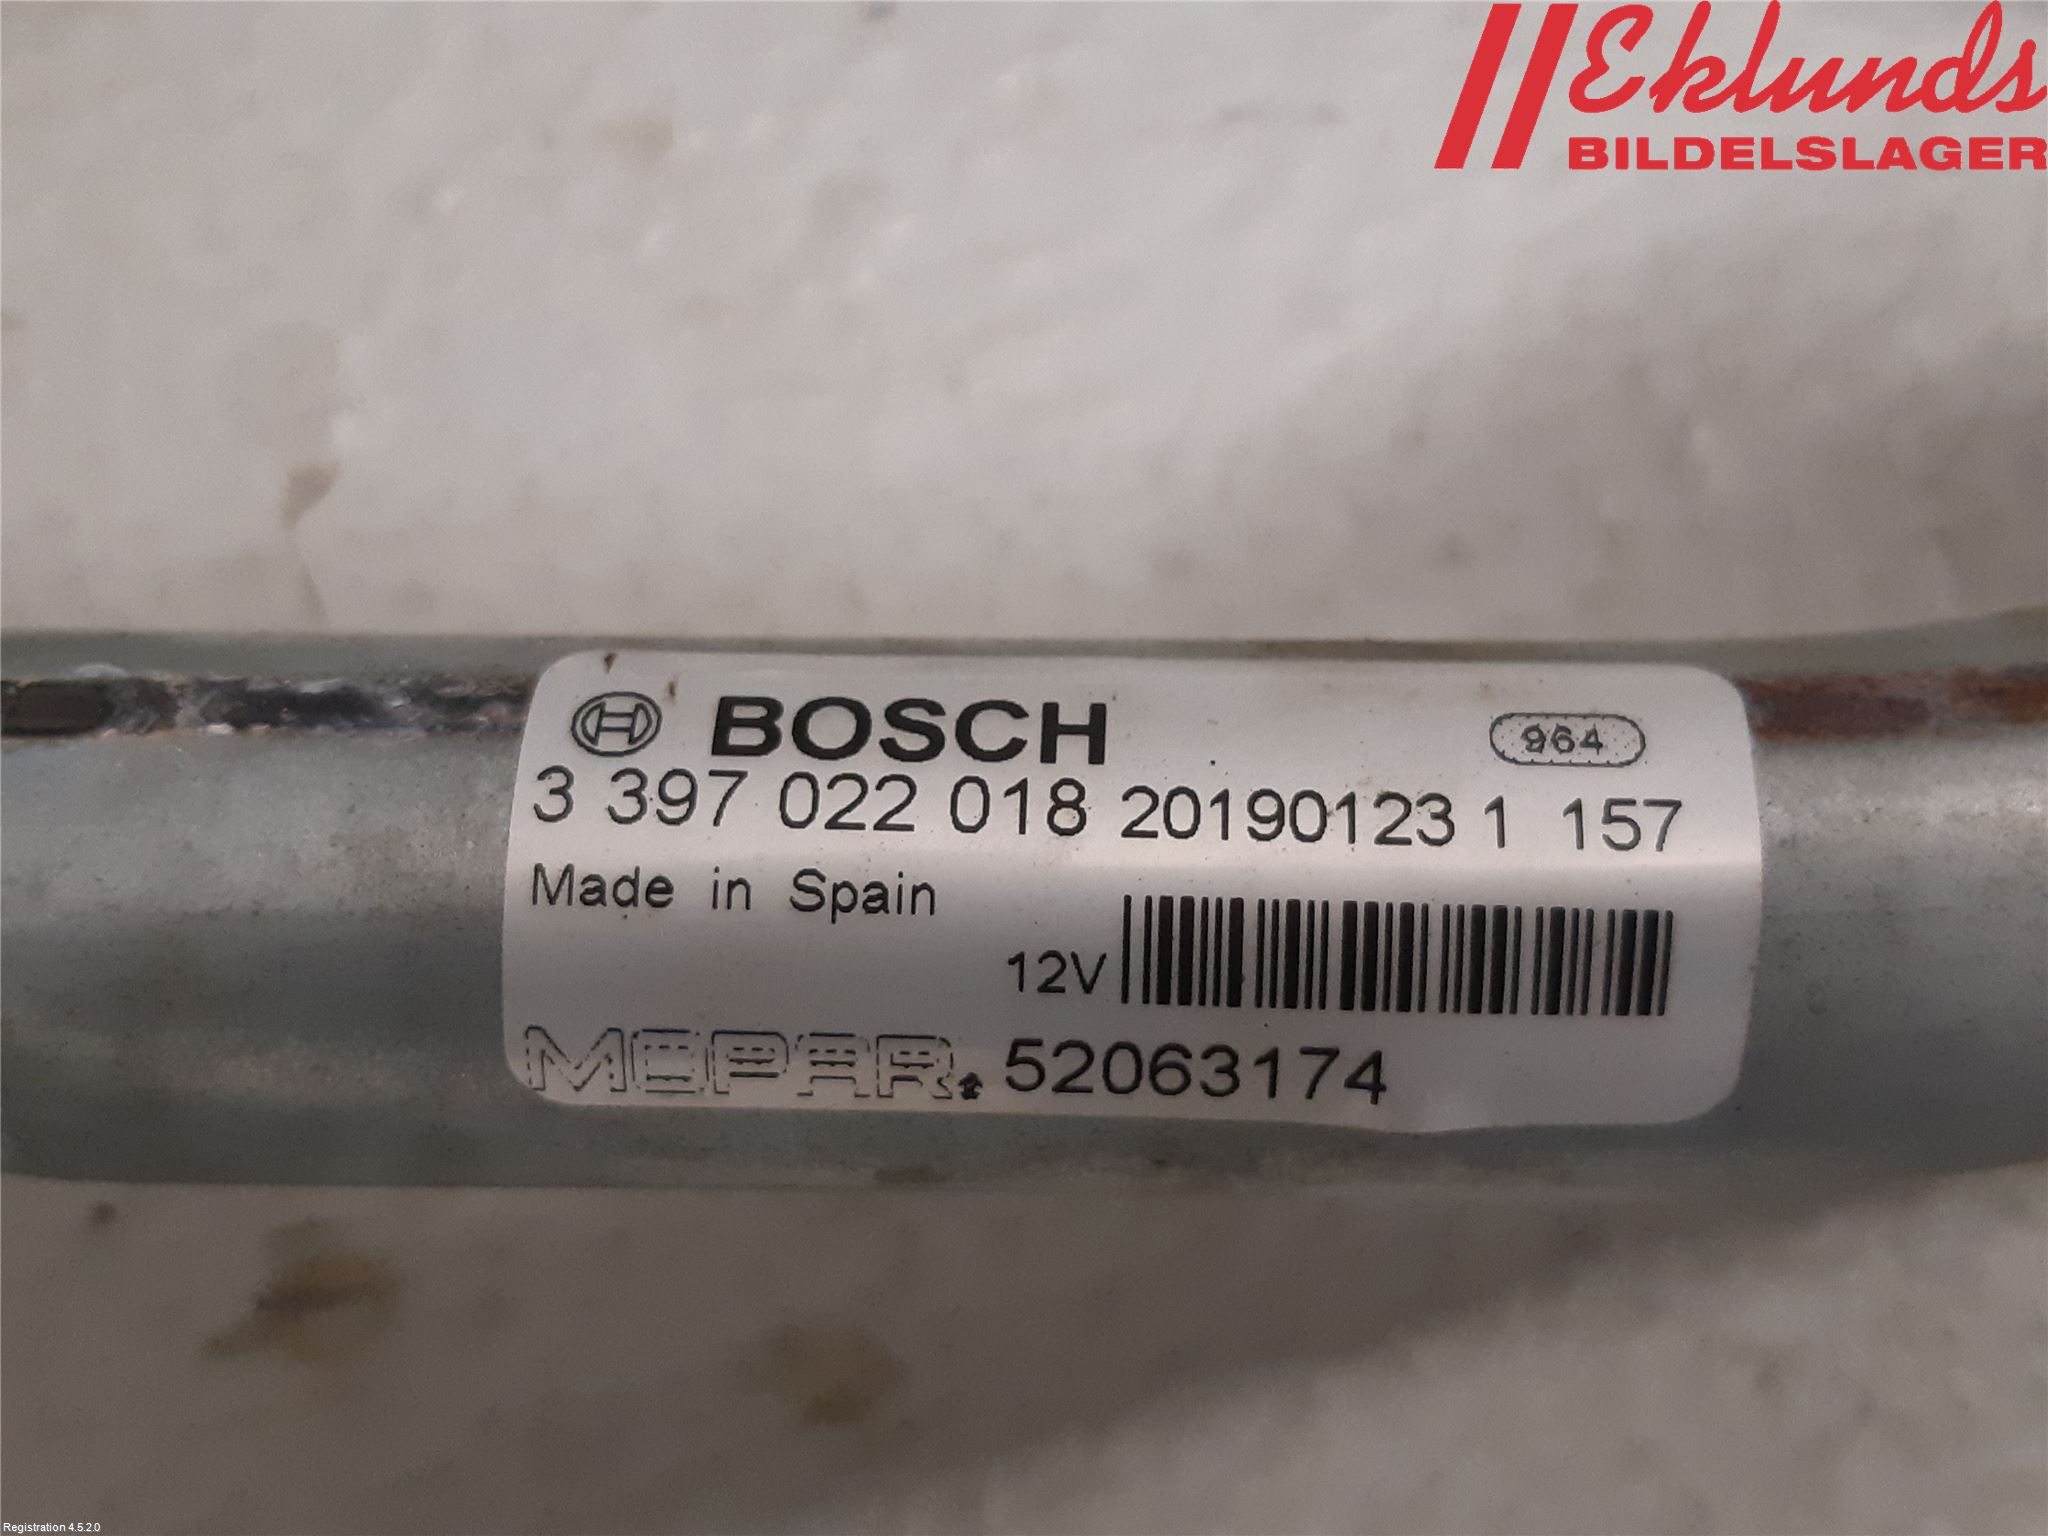 Eklunds
BILDELSLAGER
BOSCH
964
3 397 022 018 20190123 1 157
Made in Spain
12V
MOPAR. 52063174
Registration 4.5.2.0